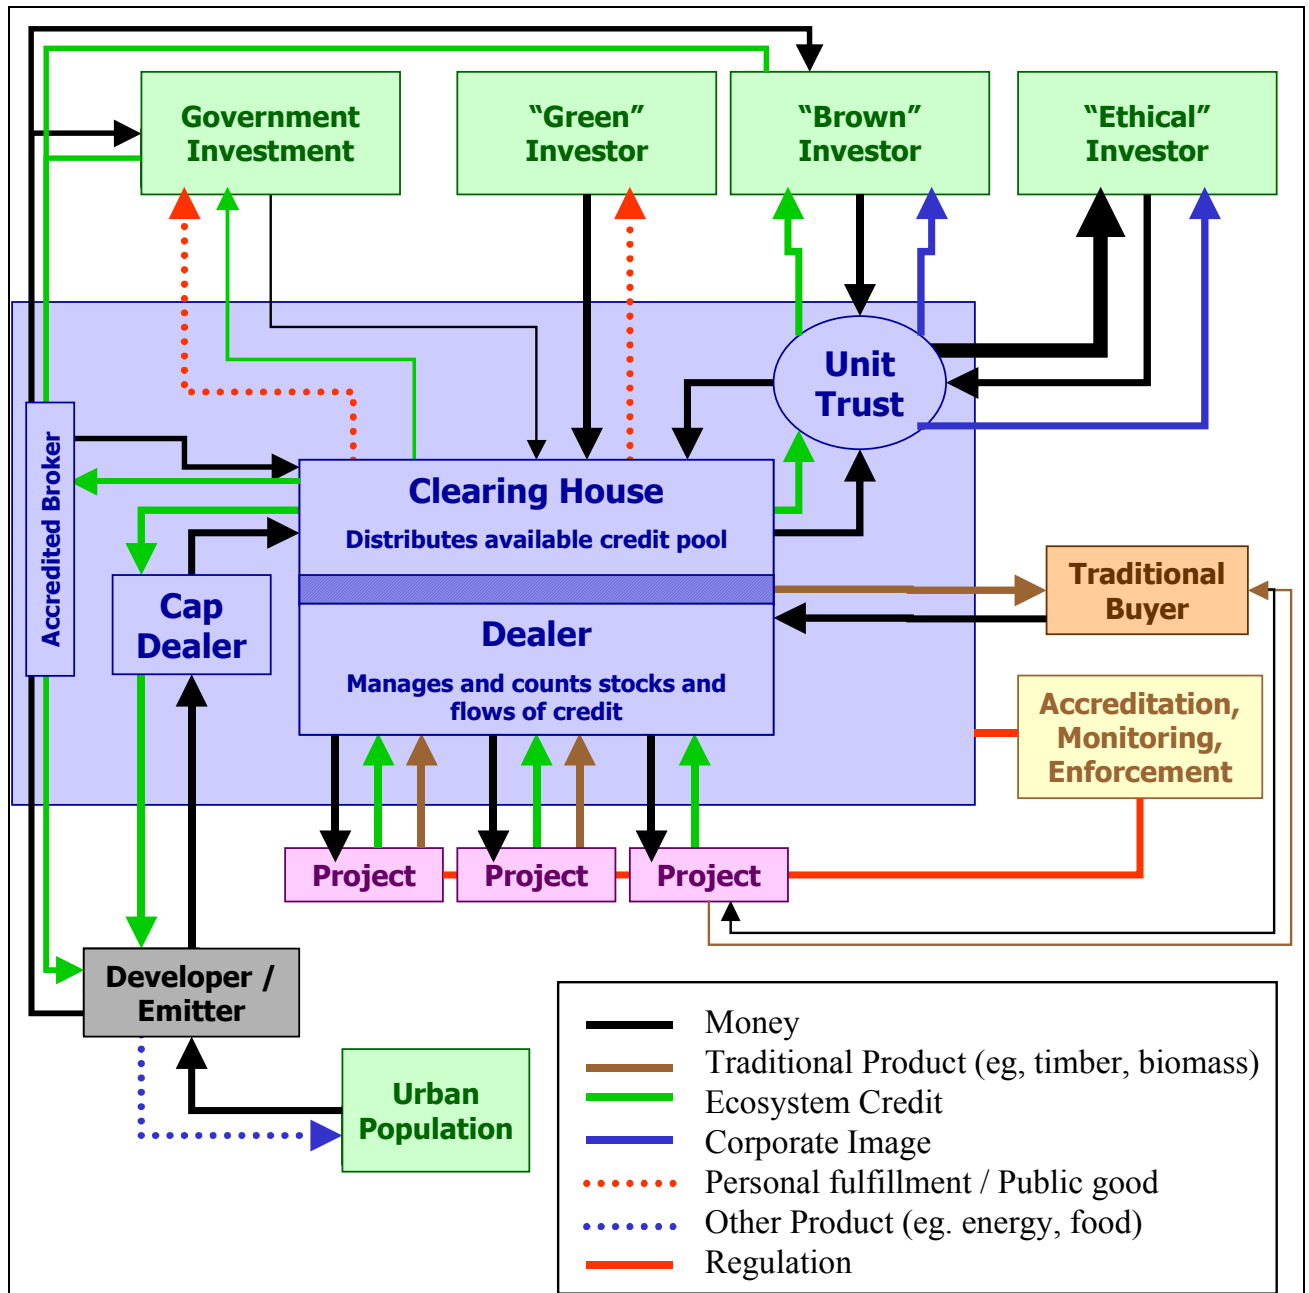 Government
Investment
“Green”
Investor
“Brown”
Investor
“Ethical”
Investor
Unit
Trust
Accredited Broker
Clearing House
Distributes available credit pool
Cap
Dealer
Dealer
Manages and counts stocks and
flows of credit
Traditional
Buyer
Accreditation,
Monitoring,
Enforcement
Project
Project
Project
Developer /
Emitter
Urban
Population
Money
Traditional Product (eg, timber, biomass)
Ecosystem Credit
Corporate Image
Personal fulfillment / Public good
Other Product (eg. energy, food)
Regulation